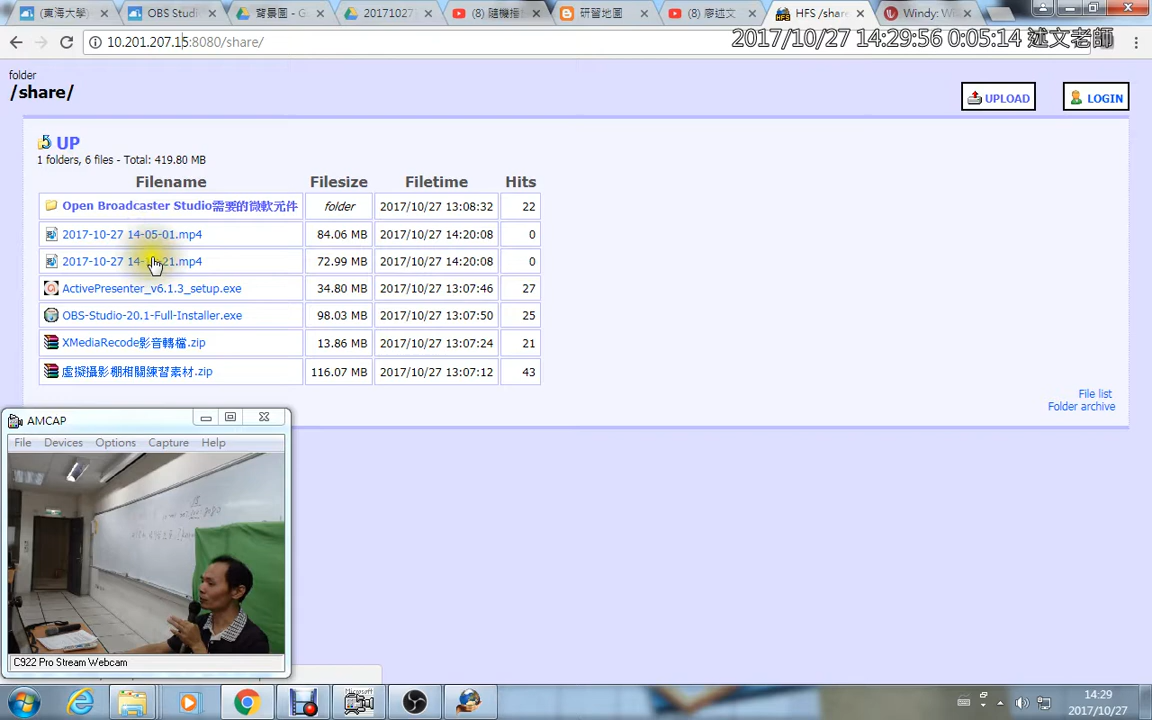 (東海大學)
OBS Studi
背景圖 - G
20171027
(8) 隨機播
研習地圖
(8) 廖述文
HFS /share
Windy: Wi
10.201.207.15:8080/share/
2017/10/27 14:29:56 0:05:14 述文老師
folder
/share/
UPLOAD
LOGIN
UP
1 folders, 6 files - Total: 419.80 MB
Filename Filesize Filetime Hits
Open Broadcaster Studio需要的微軟元件 folder 2017/10/27 13:08:32 22
2017-10-27 14-05-01.mp4 84.06 MB 2017/10/27 14:20:08 0
2017-10-27 14- 21.mp4 72.99 MB 2017/10/27 14:20:08 0
ActivePresenter_v6.1.3_setup.exe 34.80 MB 2017/10/27 13:07:46 27
OBS-Studio-20.1-Full-Installer.exe 98.03 MB 2017/10/27 13:07:50 25
XMediaRecode影音轉檔.zip 13.86 MB 2017/10/27 13:07:24 21
虛擬攝影棚相關練習素材.zip 116.07 MB 2017/10/27 13:07:12 43
File list
Folder archive
AMCAP
File Devices Options Capture Help
C922 Pro Stream Webcam
14:29
2017/10/27